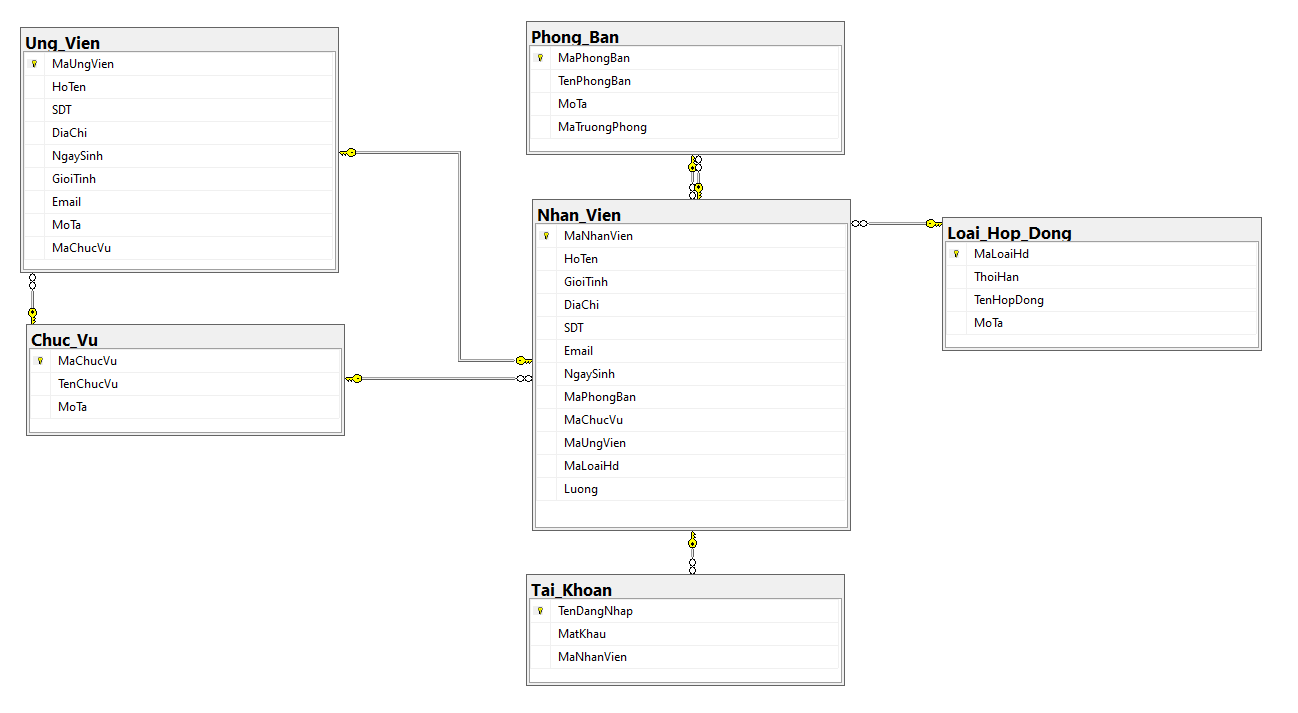 Ung_Vien
MaUngVien
HoTen
SDT
DiaChi
NgaySinh
GioiTinh
Email
MoTa
MaChucVu
Chuc_Vu
MaChucVu
TenChucVu
MoTa
Phong_Ban
MaPhongBan
TenPhongBan
MoTa
MaTruongPhong
Nhan_Vien
MaNhanVien
HoTen
GioiTinh
DiaChi
SDT
Email
NgaySinh
MaPhongBan
MaChucVu
MaUngVien
MaLoaiHd
Luong
Tai_Khoan
TenDangNhap
MatKhau
MaNhanVien
Loai_Hop_Dong
MaLoaiHd
ThoiHan
TenHopDong
MoTa